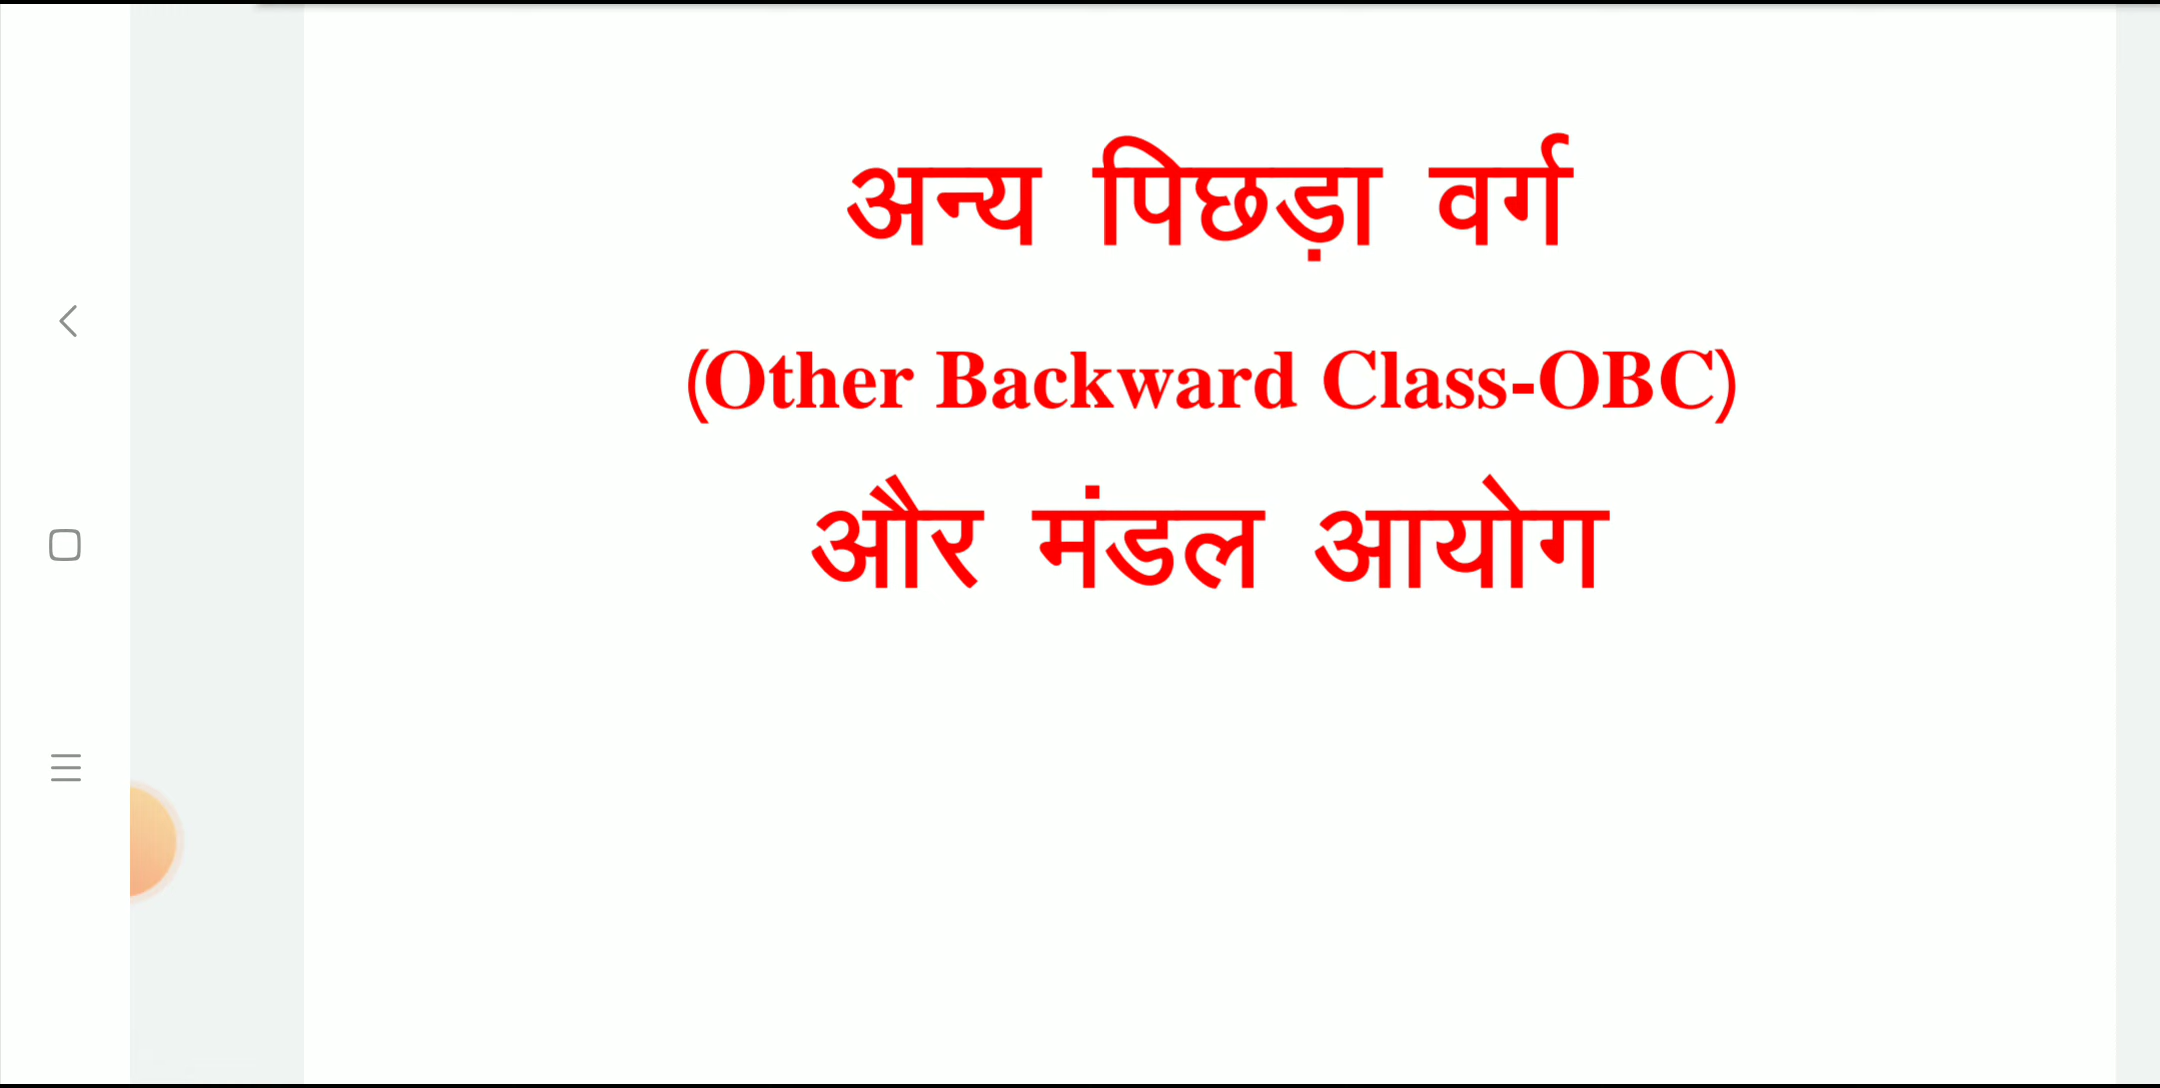 अन्य पिछड़ा वर्ग
(Other Backward Class-OBC)
और मंडल आयोग